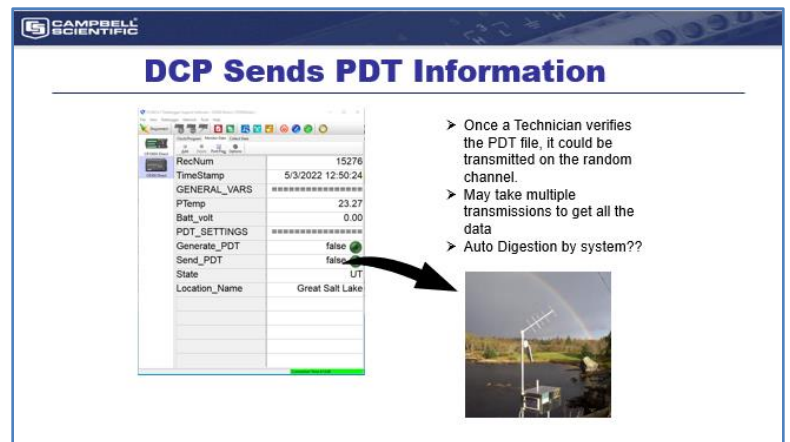 CAMPBELL
SCIENTIFIC
DCP Sends PDT Information
RecNum 15276
TimeStamp 5/3/2022 12:50:24
GENERAL_VARS ================
PTemp 23.27
Batt_volt 0.00
PDT_SETTINGS ================
Generate_PDT false
Send_PDT false
State UT
Location_Name Great Salt Lake
➢ Once a Technician verifies
the PDT file, it could be
transmitted on the random
channel.
➢ May take multiple
transmissions to get all the
data
➢ Auto Digestion by system??